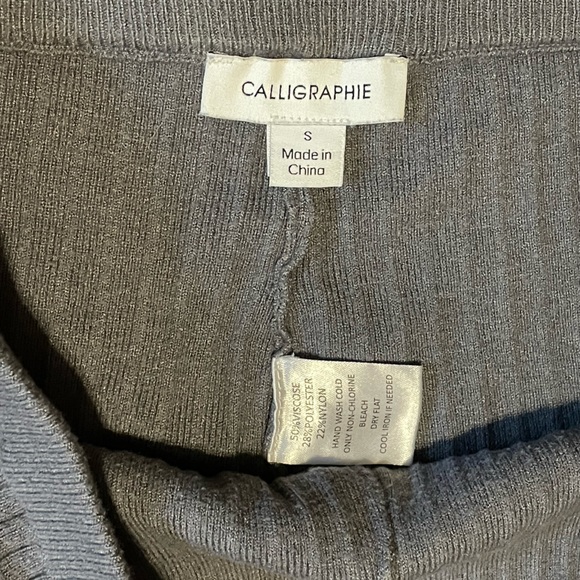 CALLIGRAPHIE
S
Made in
China
50%VISCOSE
28%POLYESTER
22%NYLON
HAND WASH COLD
ONLY NON-CHLORINE
BLEACH
DRY FLAT
COOL IRON IF NEEDED